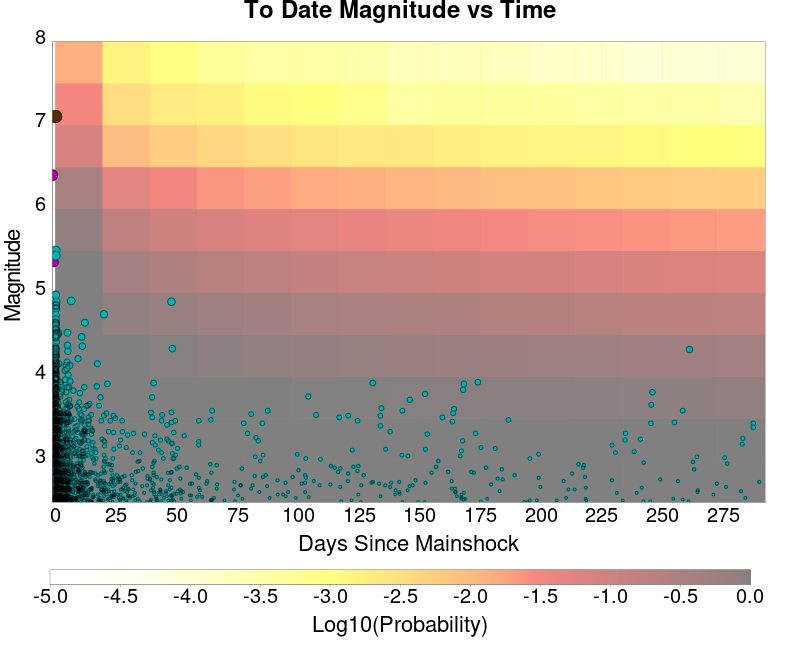 To Date Magnitude vs Time
8
7
6
5
4
3
Magnitude
0 25 50 75 100 125 150 175 200 225 250 275
Days Since Mainshock
-5.0 -4.5 -4.0 -3.5 -3.0 -2.5 -2.0 -1.5 -1.0 -0.5 0.0
Log10(Probability)